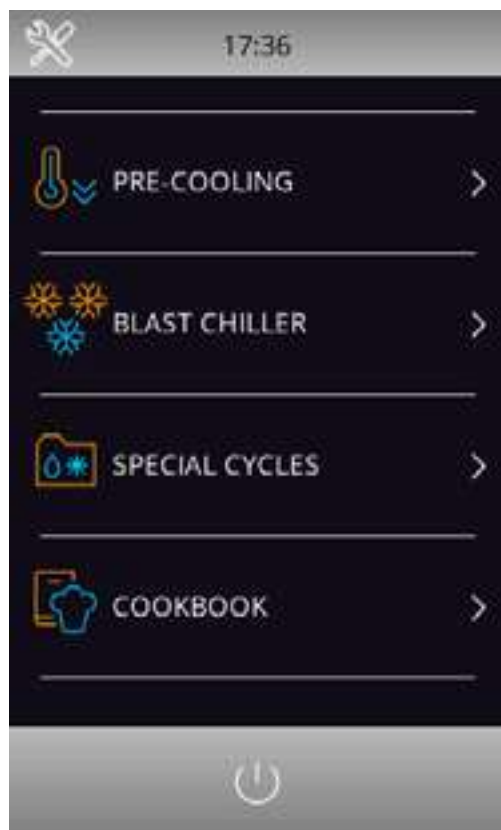 17:36
PRE-COOLING
BLAST CHILLER
SPECIAL CYCLES
COOKBOOK